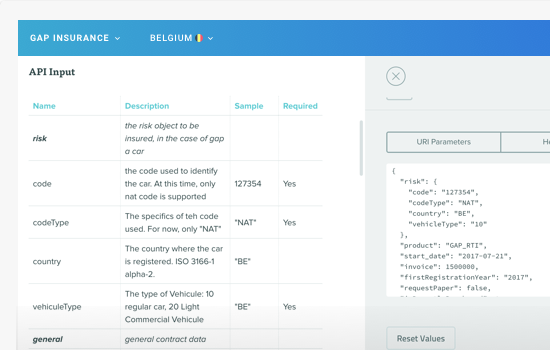 GAP INSURANCE
BELGIUM
API Input
Name Description Sample Required
risk
the risk object to be
insured, in the case of gap
a car
code
the code used to identify
the car. At this time, only
nat code is supported
127354
Yes
codeType
The specifics of teh code
used. For now, only "NAT"
"NAT"
Yes
country
The country where the car
is registered. ISO 3166-1
alpha-2.
"BE"
vehiculeType
The type of Vehicule: 10
regular car, 20 Light
Commercial Vehicule
"BE"
Yes
general
general contract data
URI Parameters
{
"risk": {
"code": "127354",
"codeType": "NAT",
"country": "BE",
"vehicleType": "10"
},
"product": "GAP_RTI",
"start_date": "2017-07-21",
"invoice": 1500000,
"firstRegistrationYear": "2017",
"requestPaper": false,
Reset Values